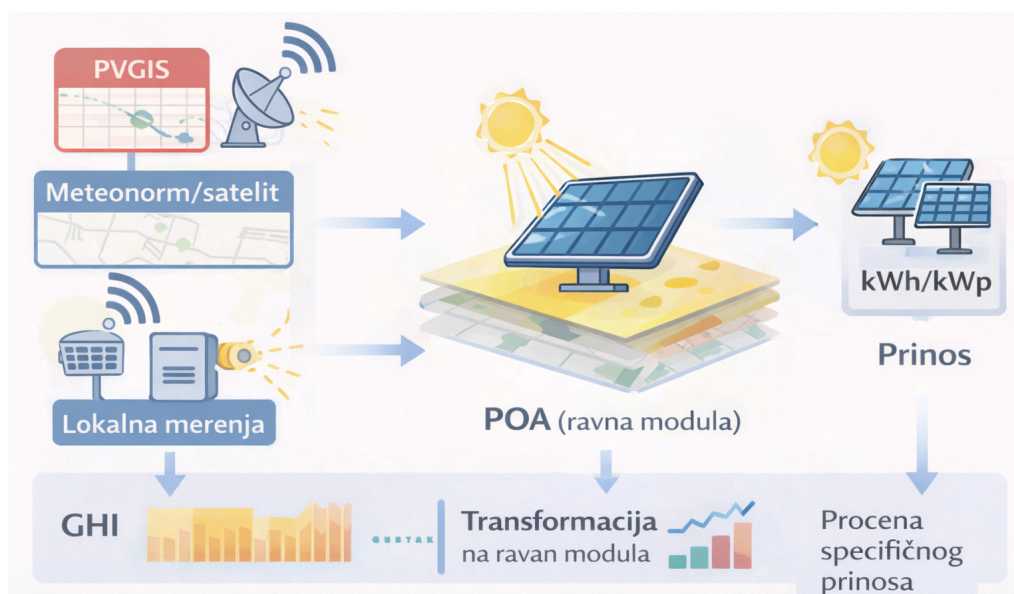 PVGIS
Meteonorm/satelit
Lokalna merenja
POA (ravna modula)
kWh/kWp
Prinos
GHI
Transformacija
na ravan modula
Procena
specifičnog
prinosa